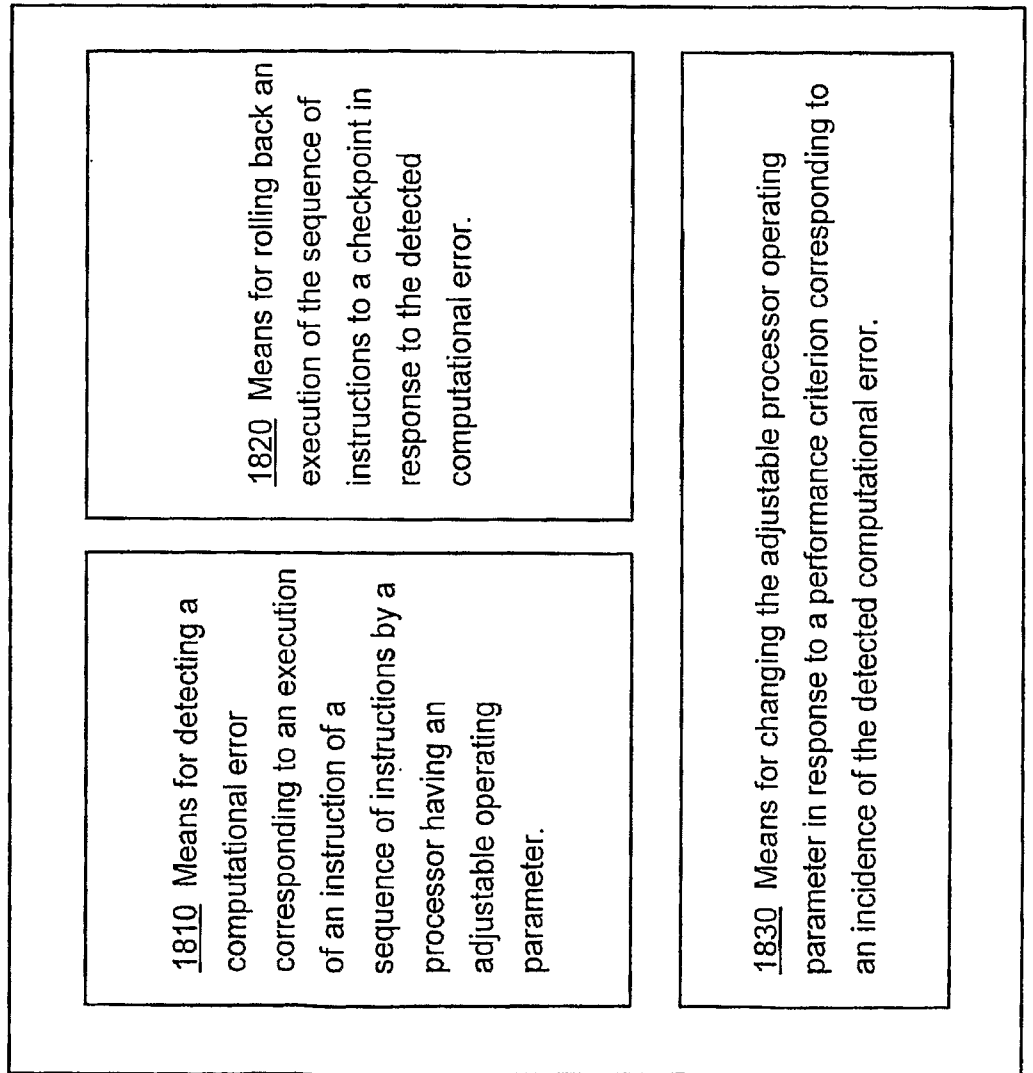 1810 Means for detecting a
computational error
corresponding to an execution
of an instruction of a
sequence of instructions by a
processor having an
adjustable operating
parameter.
1820 Means for rolling back an
execution of the sequence of
instructions to a checkpoint in
response to the detected
computational error.
1830 Means for changing the adjustable processor operating
parameter in response to a performance criterion corresponding to
an incidence of the detected computational error.